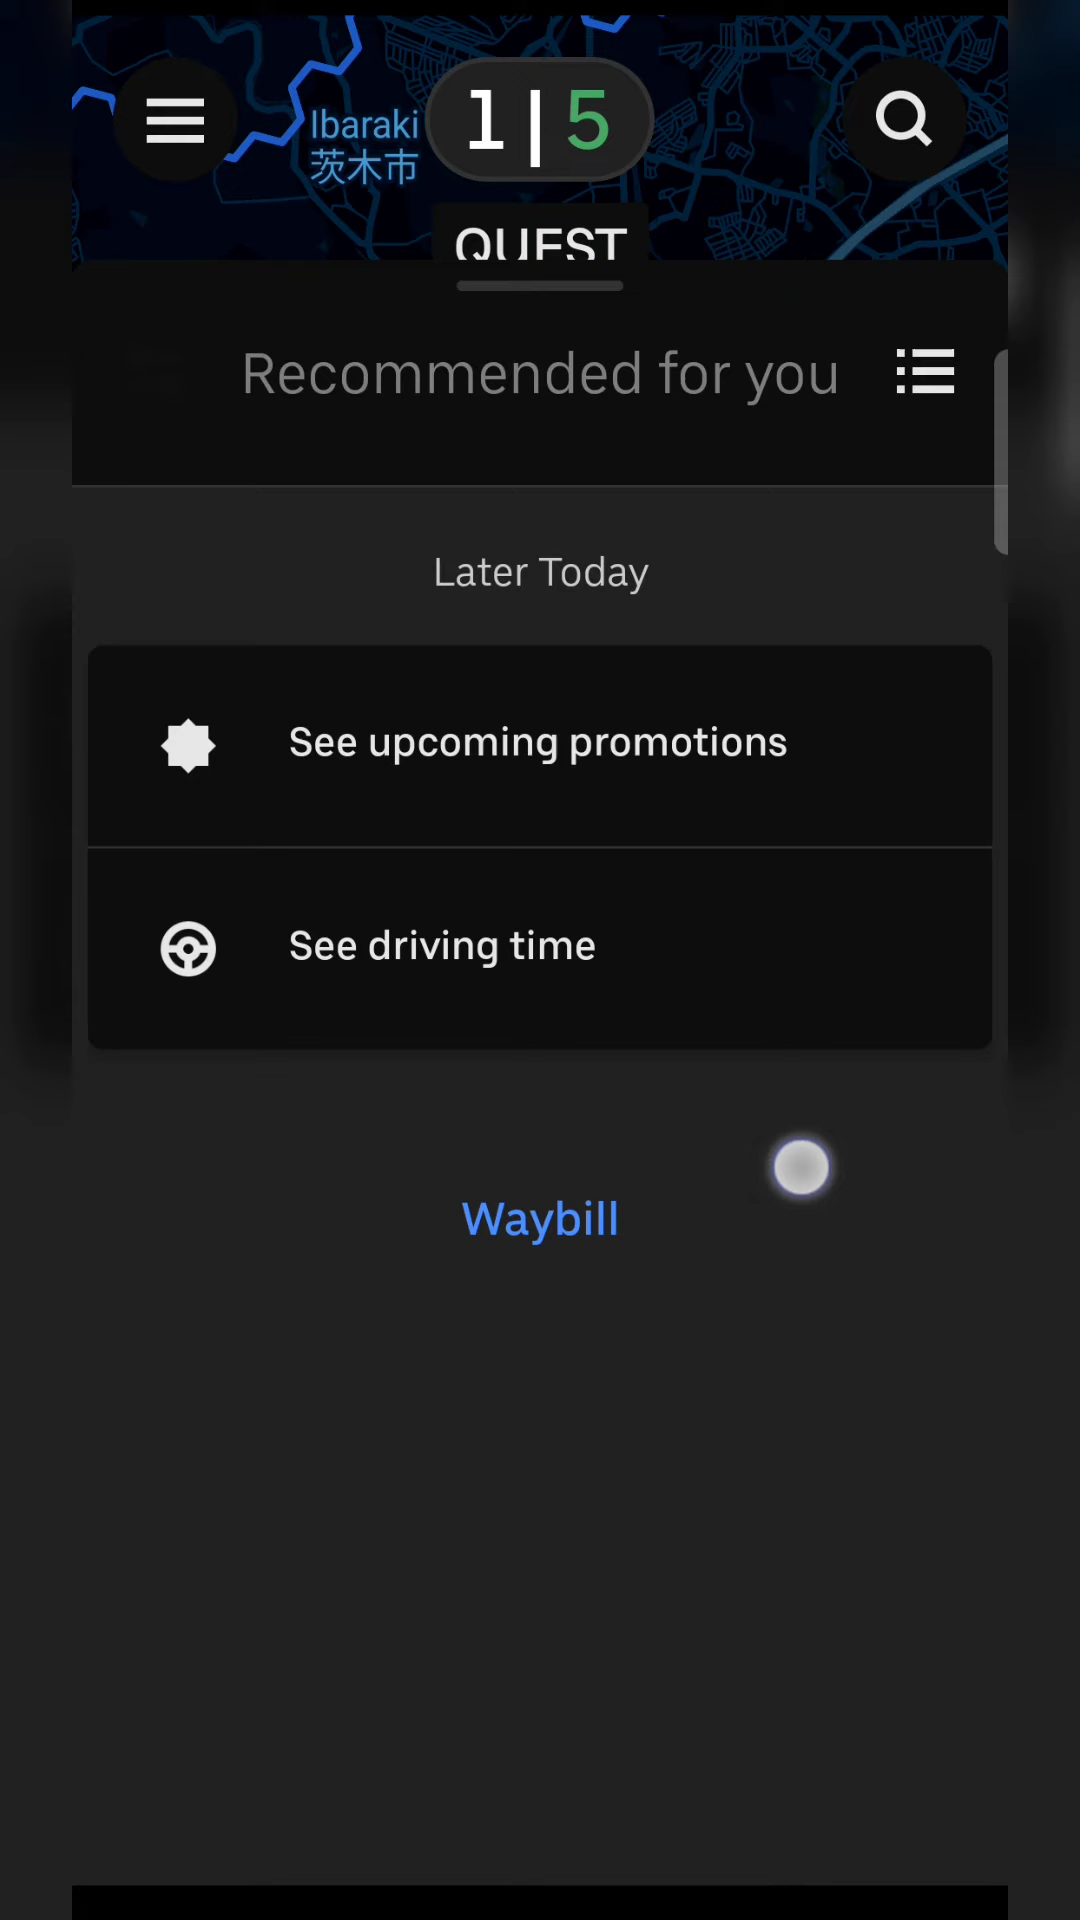 Ibaraki
茨木市
1 | 5
QUEST
Recommended for you
Later Today
See upcoming promotions
See driving time
Waybill